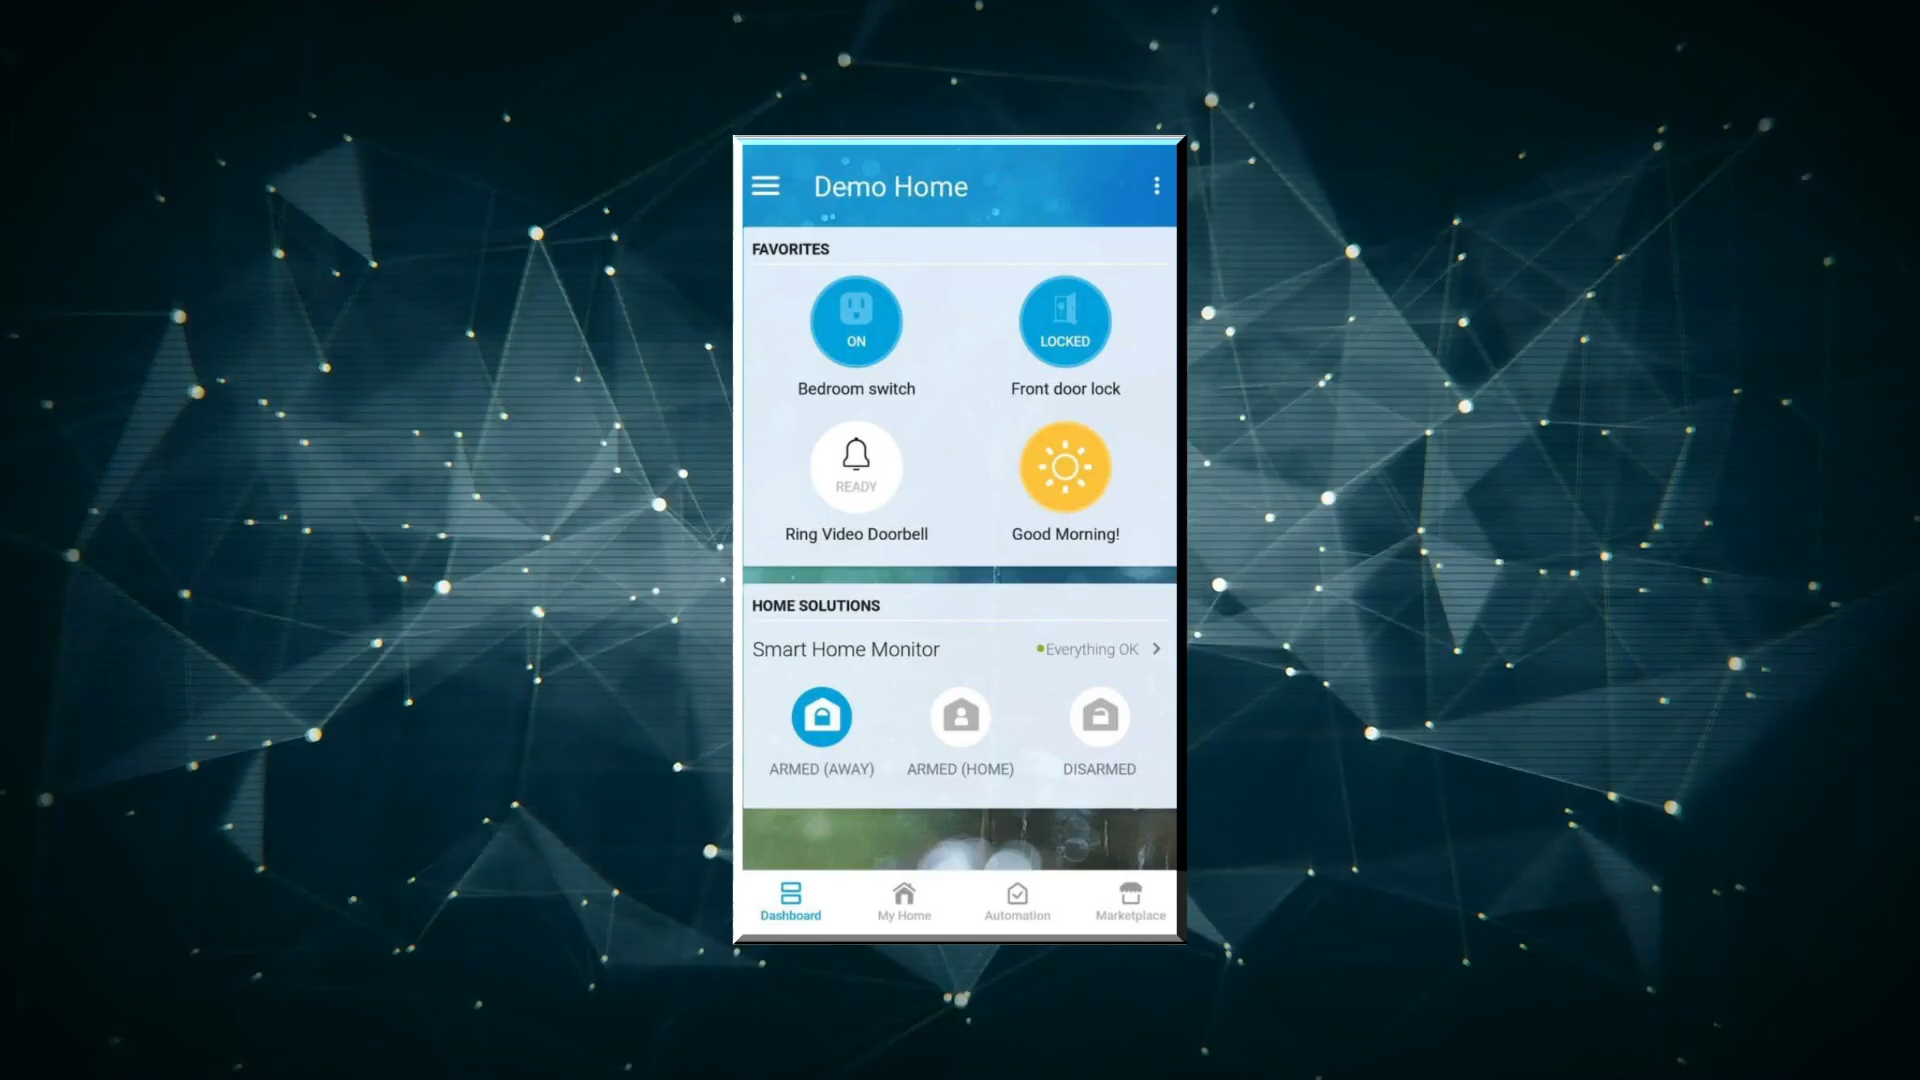 Demo Home
FAVORITES
ON
LOCKED
Bedroom switch
Front door lock
READY
Ring Video Doorbell
Good Morning!
HOME SOLUTIONS
Smart Home Monitor
Everything OK
ARMED (AWAY)
ARMED (HOME)
DISARMED
Dashboard
My Home
Automation
Marketplace